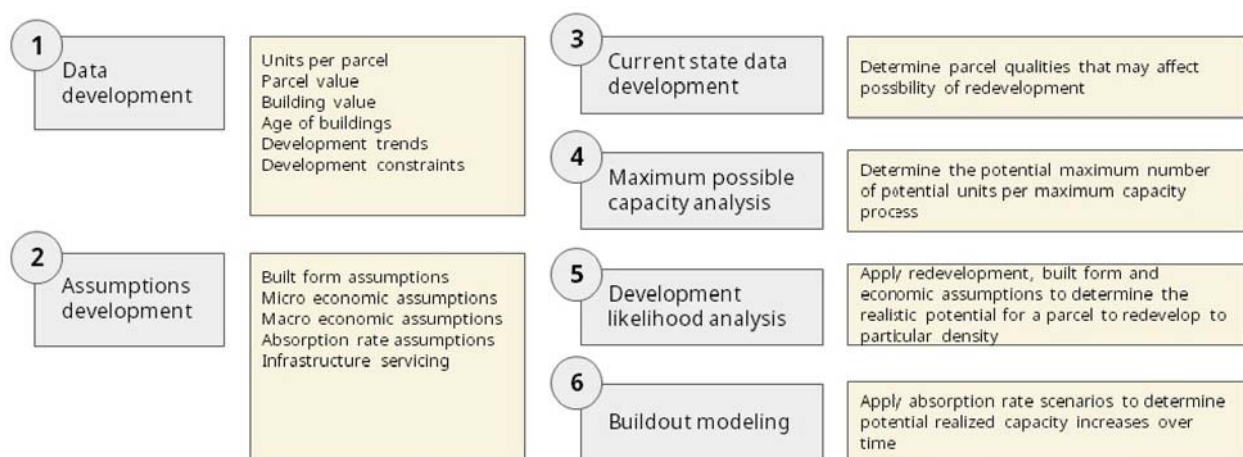 1
Data
development
Units per parcel
Parcel value
Building value
Age of buildings
Development trends
Development constraints
2
Assumptions
development
Built form assumptions
Micro economic assumptions
Macro economic assumptions
Absorption rate assumptions
Infrastructure servicing
3
Current state data
development
Determine parcel qualities that may affect
possibility of redevelopment
4
Maximum possible
capacity analysis
Determine the potential maximum number
of potential units per maximum capacity
process
5
Development
likelihood analysis
Apply redevelopment, built form and
economic assumptions to determine the
realistic potential for a parcel to redevelop to
particular density
6
Buildout modeling
Apply absorption rate scenarios to determine
potential realized capacity increases over
time